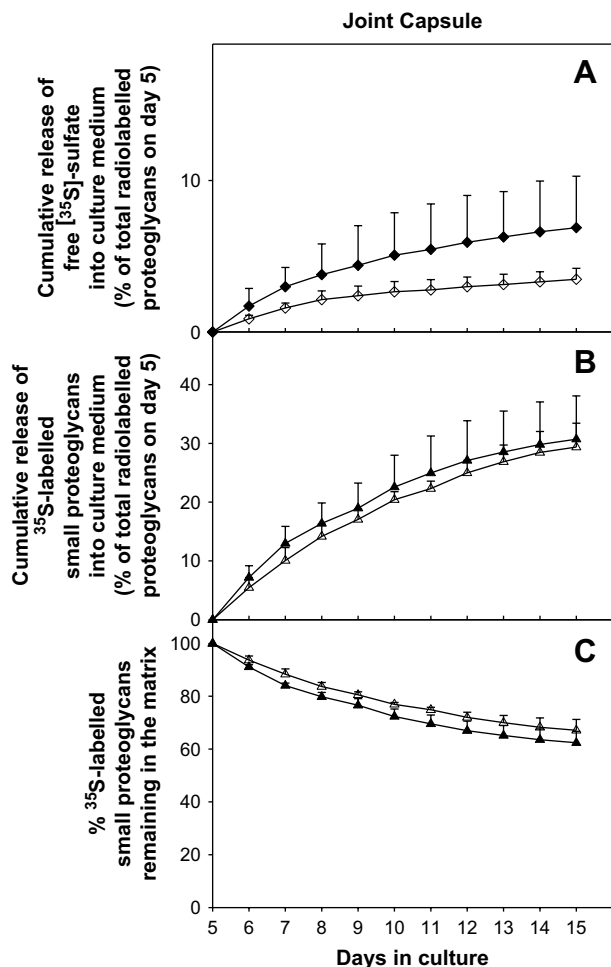 Joint Capsule
A
Cumulative release of
free [³⁵S]-sulfate
into culture medium
(% of total radiolabelled
proteoglycans on day 5)
10
0
B
Cumulative release of
³⁵S-labelled
small proteoglycans
into culture medium
(% of total radiolabelled
proteoglycans on day 5)
40
30
20
10
0
C
% ³⁵S-labelled
small proteoglycans
remaining in the matrix
100
80
60
40
20
0
5 6 7 8 9 10 11 12 13 14 15
Days in culture